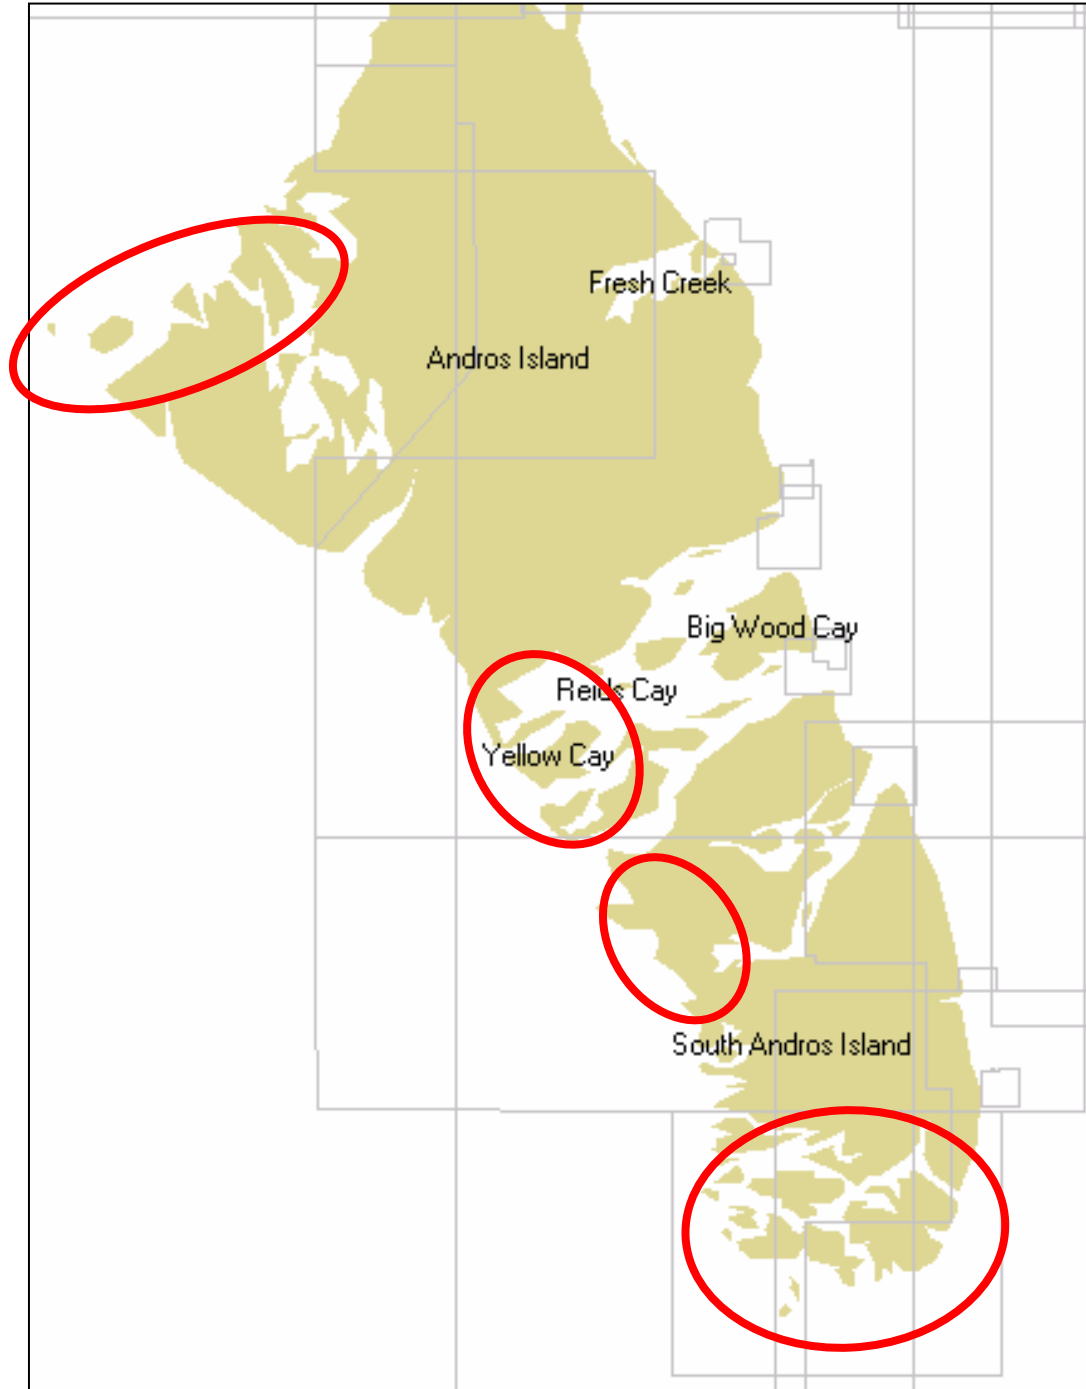 Fresh Creek
Andros Island
Big Wood Cay
Reids Cay
Yellow Cay
South Andros Island